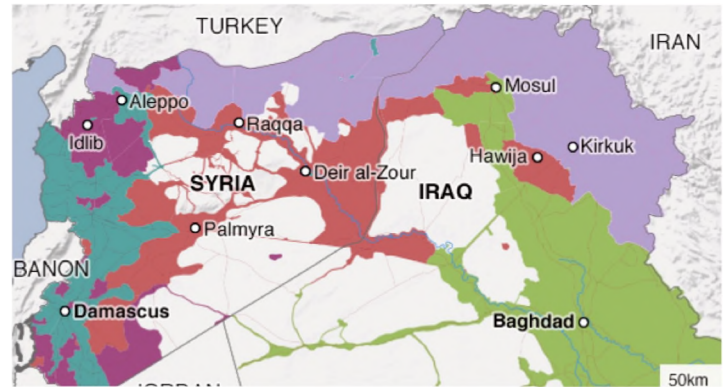 TURKEY
IRAN
Aleppo
Mosul
Idlib
Raqqa
Kirkuk
Hawija
Deir al-Zour
SYRIA
IRAQ
Palmyra
BANON
Damascus
Baghdad
50km